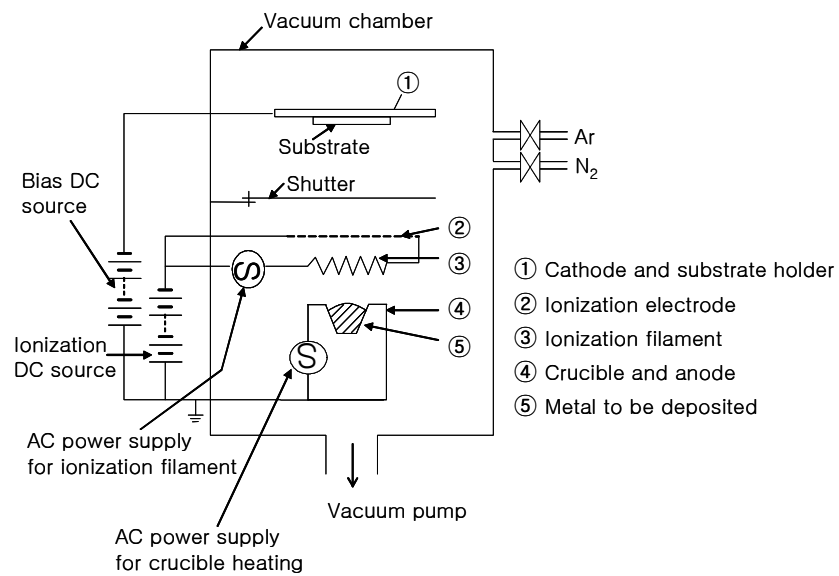 Vacuum chamber
①
Substrate
Ar
N₂
Bias DC
source
Shutter
②
③
④
⑤
Ionization
DC source
S
S
① Cathode and substrate holder
② Ionization electrode
③ Ionization filament
④ Crucible and anode
⑤ Metal to be deposited
AC power supply
for ionization filament
Vacuum pump
AC power supply
for crucible heating